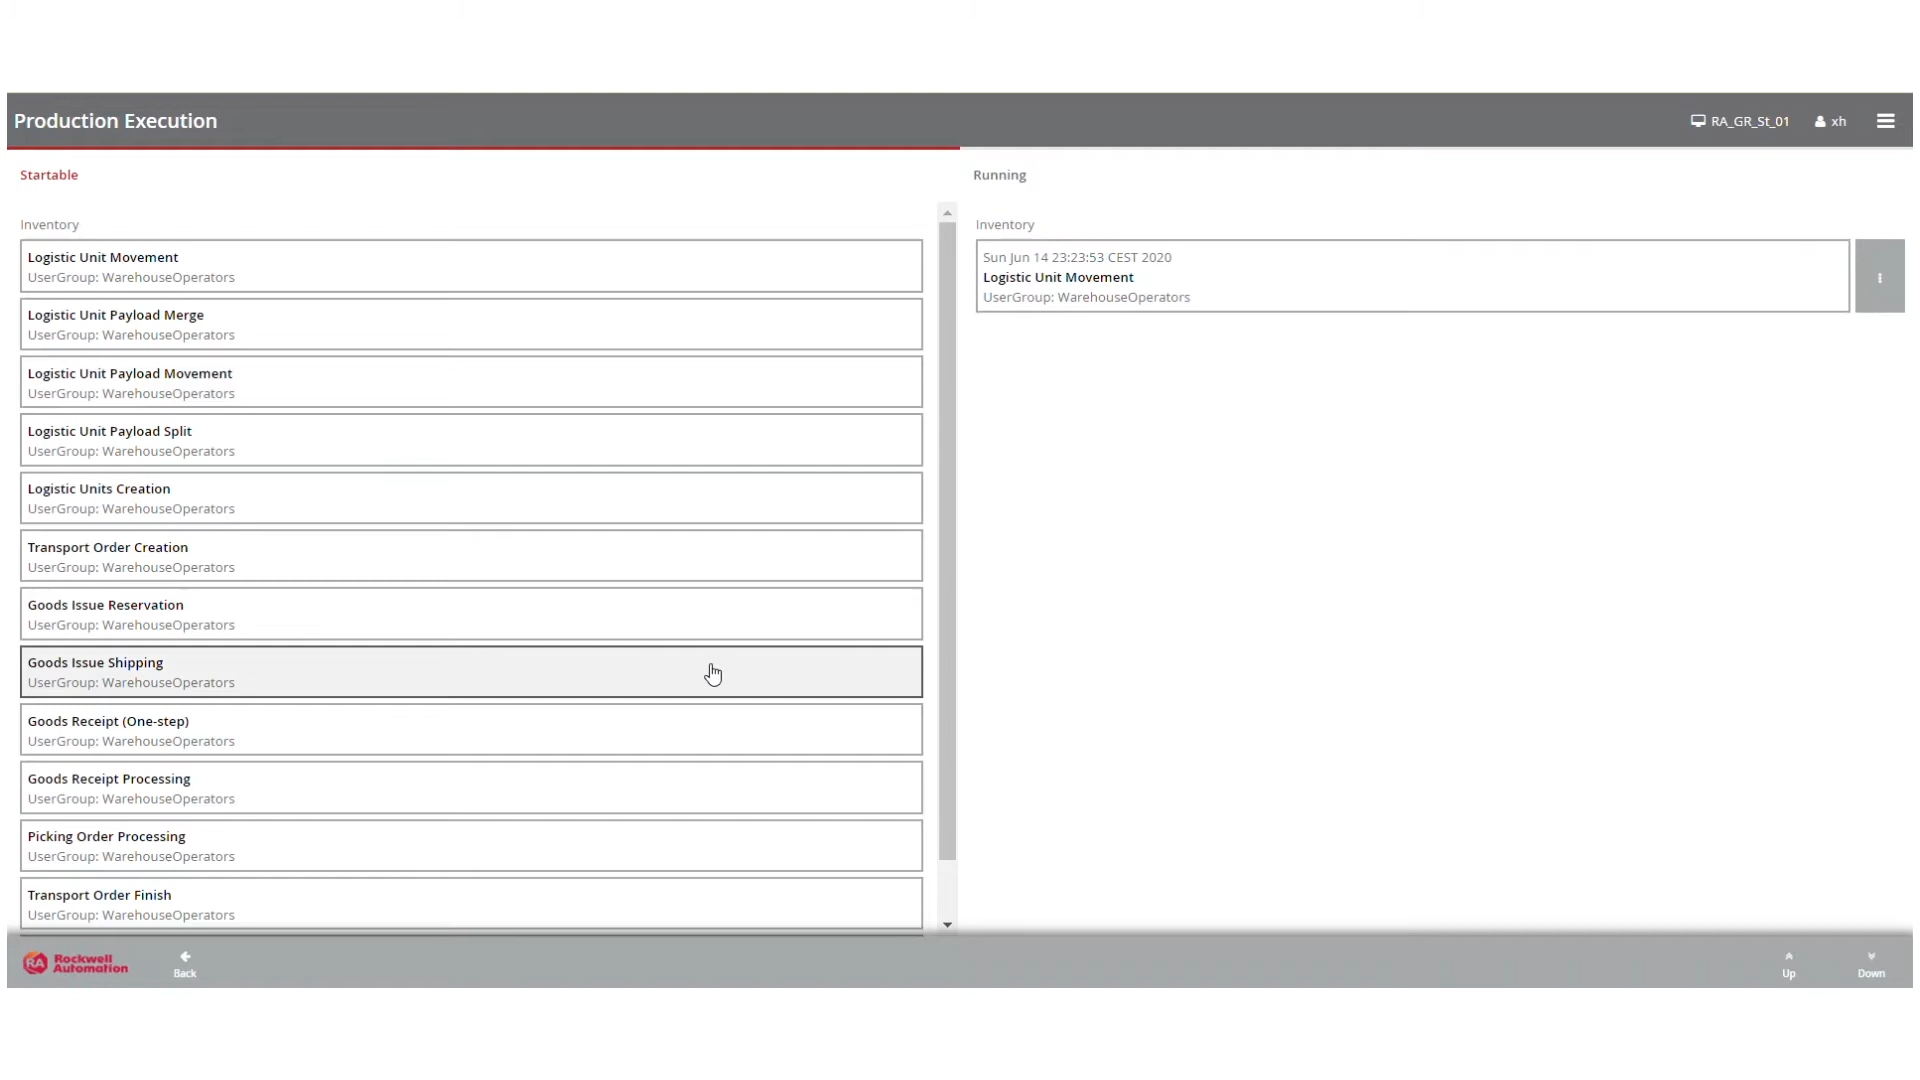 Production Execution
RA_GR_St_01
xh
Startable
Inventory
Logistic Unit Movement
UserGroup: WarehouseOperators
Logistic Unit Payload Merge
UserGroup: WarehouseOperators
Logistic Unit Payload Movement
UserGroup: WarehouseOperators
Logistic Unit Payload Split
UserGroup: WarehouseOperators
Logistic Units Creation
UserGroup: WarehouseOperators
Transport Order Creation
UserGroup: WarehouseOperators
Goods Issue Reservation
UserGroup: WarehouseOperators
Goods Issue Shipping
UserGroup: WarehouseOperators
Goods Receipt (One-step)
UserGroup: WarehouseOperators
Goods Receipt Processing
UserGroup: WarehouseOperators
Picking Order Processing
UserGroup: WarehouseOperators
Transport Order Finish
UserGroup: WarehouseOperators
Running
Inventory
Sun Jun 14 23:23:53 CEST 2020
Logistic Unit Movement
UserGroup: WarehouseOperators
RA
Rockwell
Automation
Back
Up
Down